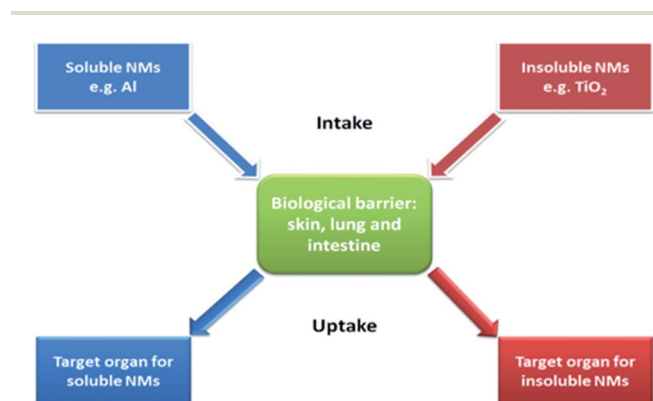 Soluble NMs
e.g. Al
Insoluble NMs
e.g. TiO₂
Intake
Biological barrier:
skin, lung and
intestine
Uptake
Target organ for
soluble NMs
Target organ for
insoluble NMs